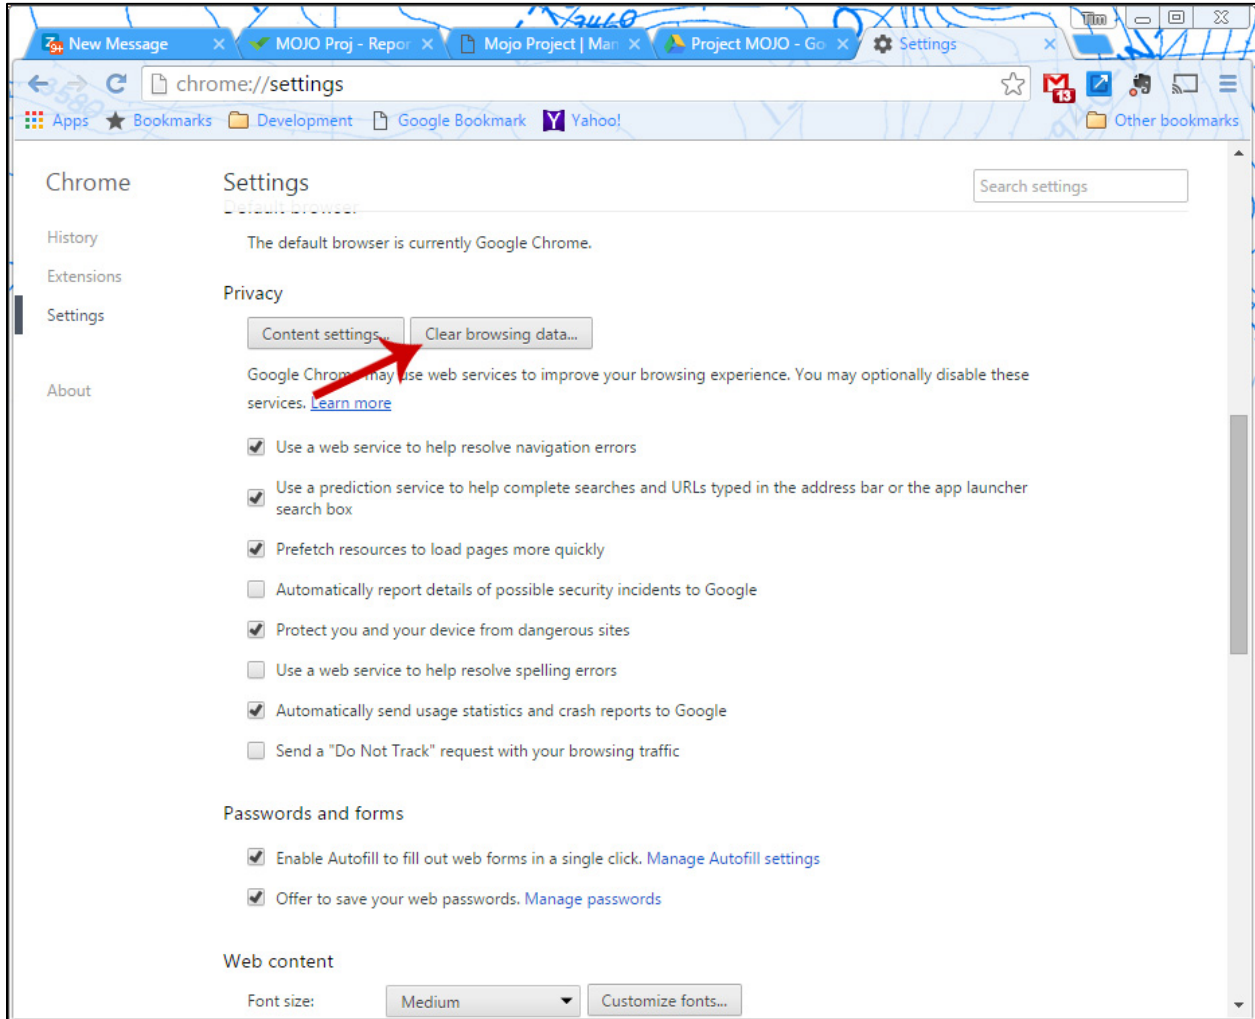 Tim
New Message
MOJO Proj - Repor
Mojo Project | Man
Project MOJO - Go
Settings
chrome://settings
13
Apps
Bookmarks
Development
Google Bookmark
Yahoo!
Other bookmarks
Chrome
Settings
Search settings
Default browser
History
The default browser is currently Google Chrome.
Extensions
Privacy
Settings
Content settings...
Clear browsing data...
Google Chrome may use web services to improve your browsing experience. You may optionally disable these
services. Learn more
About
Use a web service to help resolve navigation errors
Use a prediction service to help complete searches and URLs typed in the address bar or the app launcher
search box
Prefetch resources to load pages more quickly
Automatically report details of possible security incidents to Google
Protect you and your device from dangerous sites
Use a web service to help resolve spelling errors
Automatically send usage statistics and crash reports to Google
Send a "Do Not Track" request with your browsing traffic
Passwords and forms
Enable Autofill to fill out web forms in a single click. Manage Autofill settings
Offer to save your web passwords. Manage passwords
Web content
Font size:
Medium
Customize fonts...